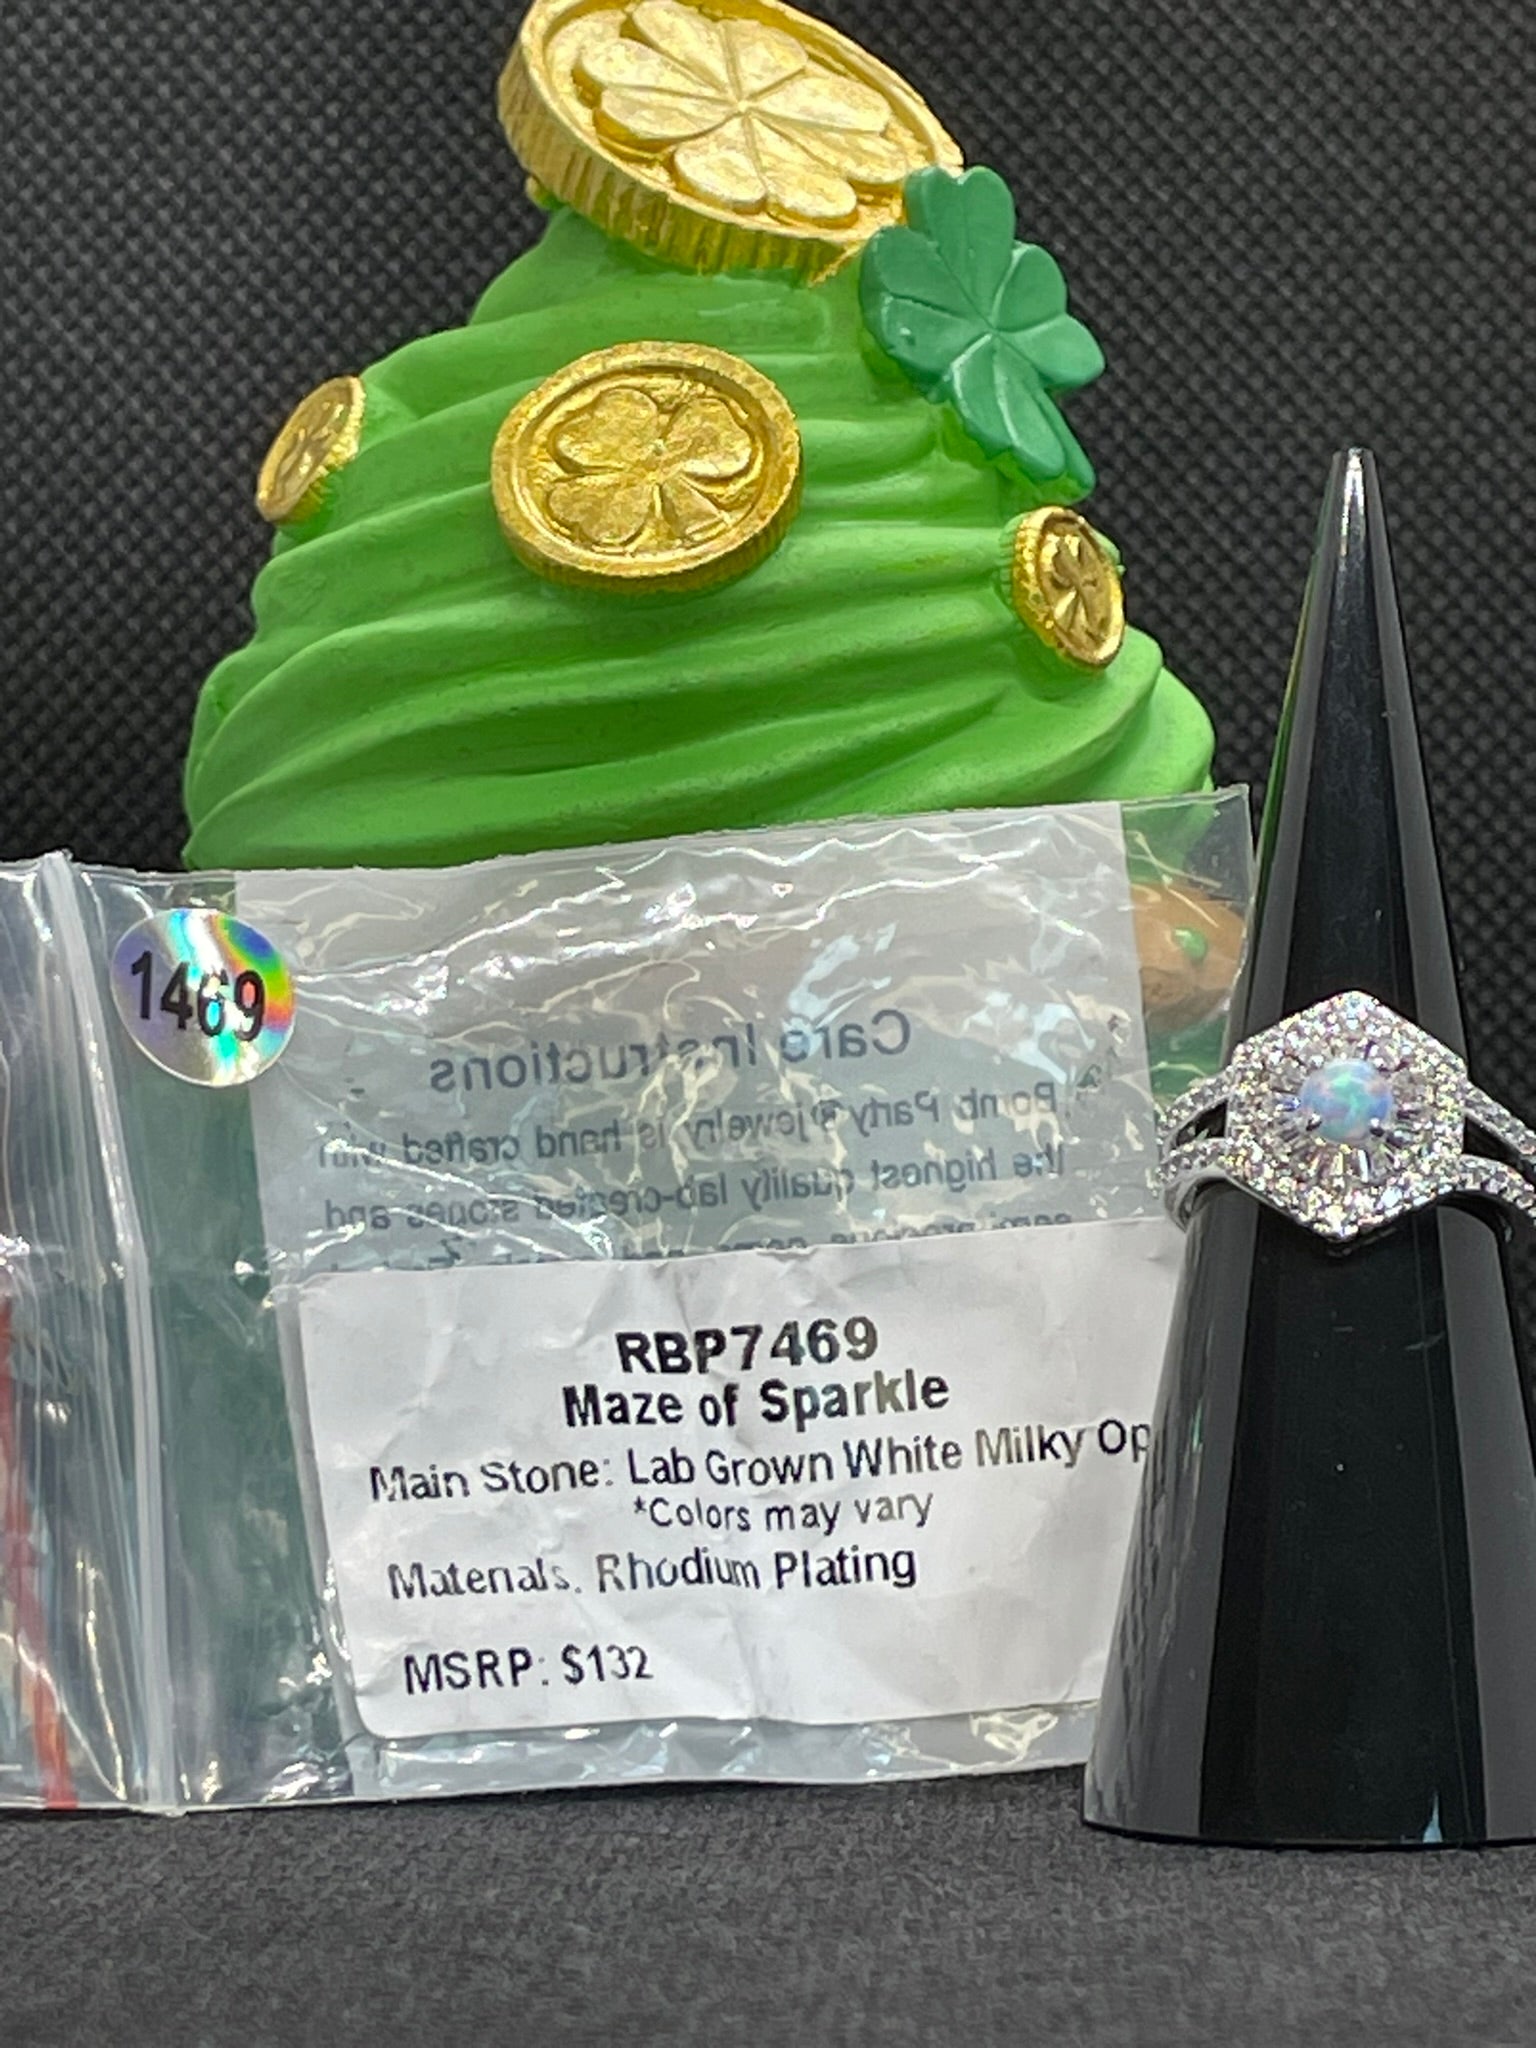 1469
Care Instructions
Bomb Party® jewelry is hand crafted with
the highest quality lab-created stones and
RBP7469
Maze of Sparkle
Main Stone: Lab Grown White Milky Op
*Colors may vary
Materials. Rhodium Plating
MSRP: $132